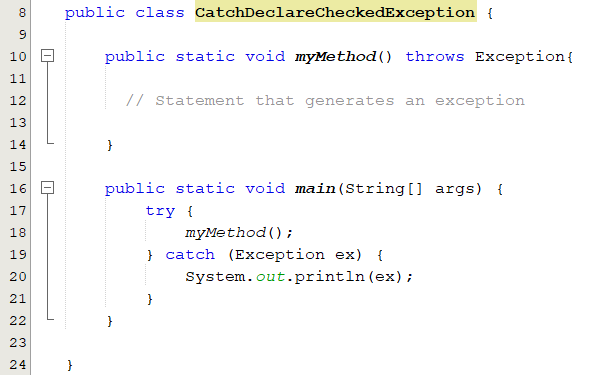 8 public class CatchDeclareCheckedException {
9
10 public static void myMethod() throws Exception{
11
12 // Statement that generates an exception
13
14 }
15
16 public static void main(String[] args) {
17 try {
18 myMethod();
19 } catch (Exception ex) {
20 System.out.println(ex);
21 }
22 }
23
24 }